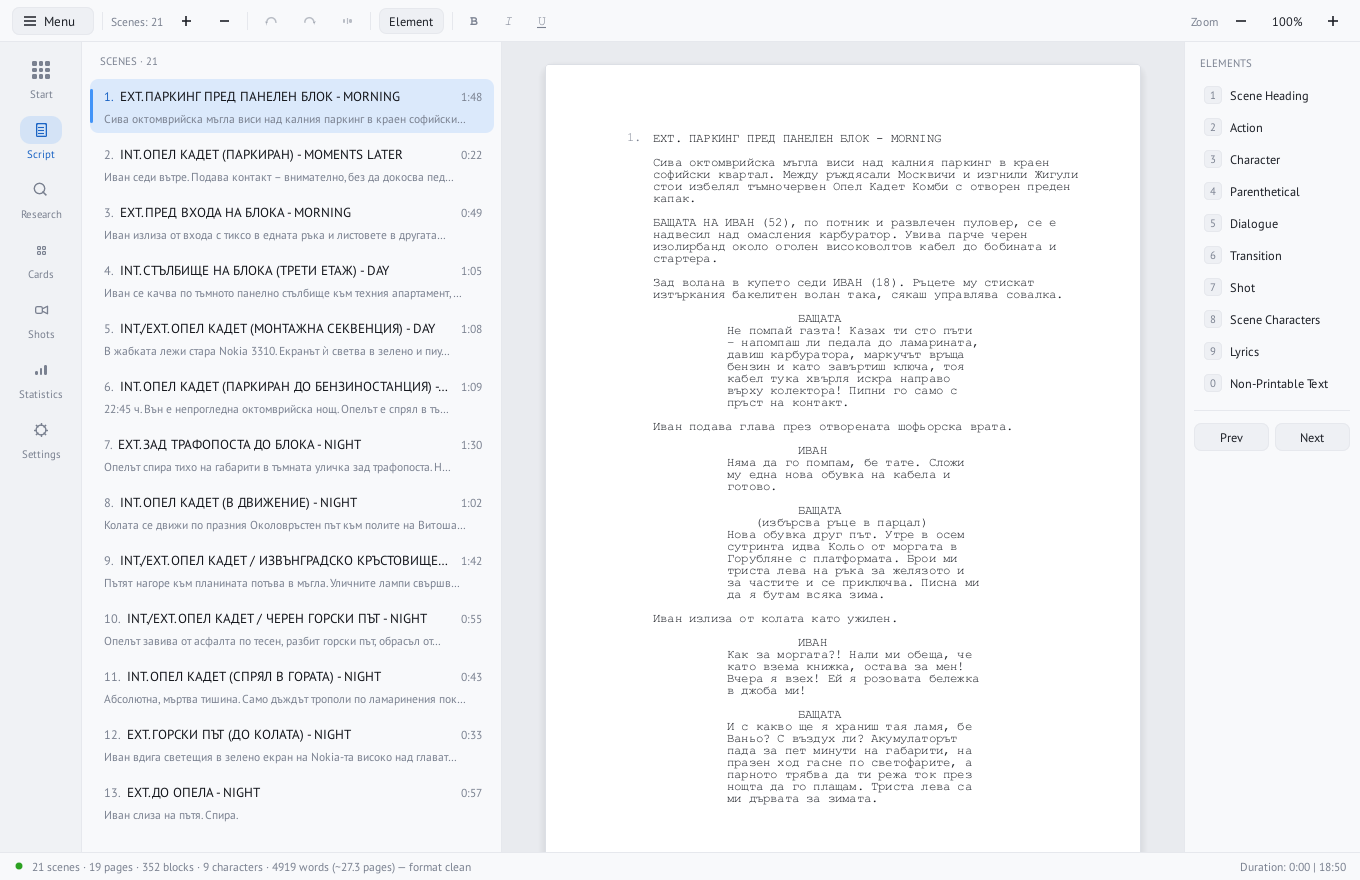 Menu
Scenes: 21
Element
B I U
Zoom
100%
Start
Script
Research
Cards
Shots
Statistics
Settings
SCENES · 21
1. EXT.ПАРКИНГ ПРЕД ПАНЕЛЕН БЛОК - MORNING 1:48
Сива октомврийска мъгла виси над калния паркинг в краен софийски…
2. INT.ОПЕЛ КАДЕТ (ПАРКИРАН) - MOMENTS LATER 0:22
Иван седи вътре. Подава контакт – внимателно, без да докосва пед…
3. EXT.ПРЕД ВХОДА НА БЛОКА - MORNING 0:49
Иван излиза от входа с тиксо в едната ръка и листовете в другата…
4. INT.СТЪЛБИЩЕ НА БЛОКА (ТРЕТИ ЕТАЖ) - DAY 1:05
Иван се качва по тъмното панелно стълбище към техния апартамент, …
5. INT./EXT.ОПЕЛ КАДЕТ (МОНТАЖНА СЕКВЕНЦИЯ) - DAY 1:08
В жабката лежи стара Nokia 3310. Екранът ѝ светва в зелено и пиу…
6. INT.ОПЕЛ КАДЕТ (ПАРКИРАН ДО БЕНЗИНОСТАНЦИЯ) -… 1:09
22:45 ч. Вън е непрогледна октомврийска нощ. Опелът е спрял в тъ…
7. EXT.ЗАД ТРАФОПОСТА ДО БЛОКА - NIGHT 1:30
Опелът спира тихо на габарити в тъмната уличка зад трафопоста. Н…
8. INT.ОПЕЛ КАДЕТ (В ДВИЖЕНИЕ) - NIGHT 1:02
Колата се движи по празния Околовръстен път към полите на Витоша…
9. INT./EXT.ОПЕЛ КАДЕТ / ИЗВЪНГРАДСКО КРЪСТОВИЩЕ… 1:42
Пътят нагоре към планината потъва в мъгла. Уличните лампи свършв…
10. INT./EXT.ОПЕЛ КАДЕТ / ЧЕРЕН ГОРСКИ ПЪТ - NIGHT 0:55
Опелът завива от асфалта по тесен, разбит горски път, обрасъл от…
11. INT.ОПЕЛ КАДЕТ (СПРЯЛ В ГОРАТА) - NIGHT 0:43
Абсолютна, мъртва тишина. Само дъждът трополи по ламаринения пок…
12. EXT.ГОРСКИ ПЪТ (ДО КОЛАТА) - NIGHT 0:33
Иван вдига светещия в зелено екран на Nokia-та високо над глават…
13. EXT.ДО ОПЕЛА - NIGHT 0:57
Иван слиза на пътя. Спира.
1. EXT. ПАРКИНГ ПРЕД ПАНЕЛЕН БЛОК - MORNING
Сива октомврийска мъгла виси над калния паркинг в краен
софийски квартал. Между ръждясали Москвичи и изгнили Жигули
стои избелял тъмночервен Опел Кадет Комби с отворен преден
капак.
БАЩАТА НА ИВАН (52), по потник и развлечен пуловер, се е
надвесил над омасления карбуратор. Увива парче черен
изолирбанд около оголен високоволтов кабел до бобината и
стартера.
Зад волана в купето седи ИВАН (18). Ръцете му стискат
изтъркания бакелитен волан така, сякаш управлява совалка.
БАЩАТА
Не помпай газта! Казах ти сто пъти
– напомпаш ли педала до ламарината,
давиш карбуратора, маркучът връща
бензин и като завъртиш ключа, тоя
кабел тука хвърля искра направо
върху колектора! Пипни го само с
пръст на контакт.
Иван подава глава през отворената шофьорска врата.
ИВАН
Няма да го помпам, бе тате. Сложи
му една нова обувка на кабела и
готово.
БАЩАТА
(избърсва ръце в парцал)
Нова обувка друг път. Утре в осем
сутринта идва Кольо от моргата в
Горубляне с платформата. Брои ми
триста лева на ръка за желязото и
за частите и се приключва. Писна ми
да я бутам всяка зима.
Иван излиза от колата като ужилен.
ИВАН
Как за моргата?! Нали ми обеща, че
като взема книжка, остава за мен!
Вчера я взех! Ей я розовата бележка
в джоба ми!
БАЩАТА
И с какво ще я храниш тая ламя, бе
Ваньо? С въздух ли? Акумулаторът
пада за пет минути на габарити, на
празен ход гасне по светофарите, а
парното трябва да ти режа ток през
нощта да го плащам. Триста лева са
ми дървата за зимата.
ELEMENTS
1 Scene Heading
2 Action
3 Character
4 Parenthetical
5 Dialogue
6 Transition
7 Shot
8 Scene Characters
9 Lyrics
0 Non-Printable Text
Prev
Next
21 scenes · 19 pages · 352 blocks · 9 characters · 4919 words (~27.3 pages) — format clean
Duration: 0:00 | 18:50